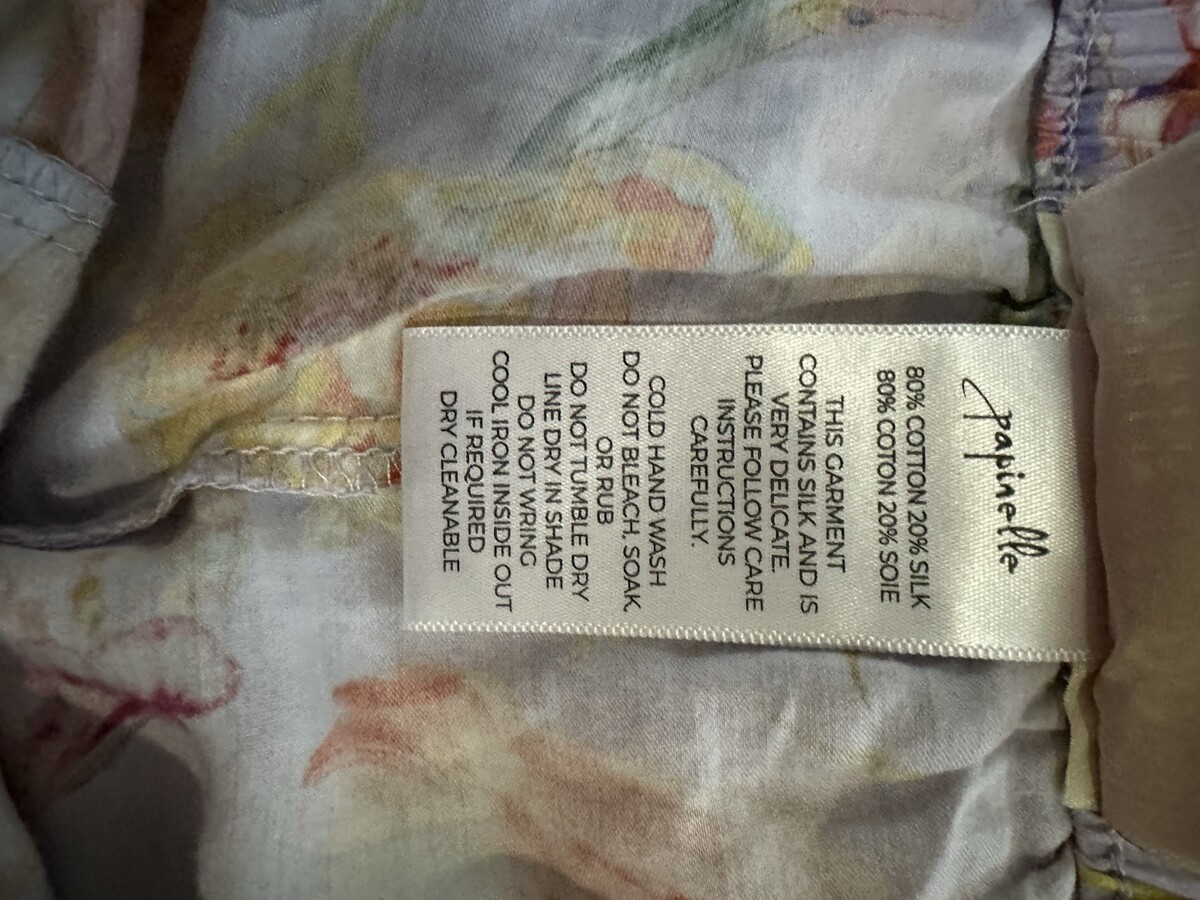 papinelle
80% COTTON 20% SILK
80% COTON 20% SOIE
THIS GARMENT
CONTAINS SILK AND IS
VERY DELICATE.
PLEASE FOLLOW CARE
INSTRUCTIONS
CAREFULLY.
COLD HAND WASH
DO NOT BLEACH, SOAK
OR RUB
DO NOT TUMBLE DRY
LINE DRY IN SHADE
DO NOT WRING
COOL IRON INSIDE OUT
IF REQUIRED
DRY CLEANABLE